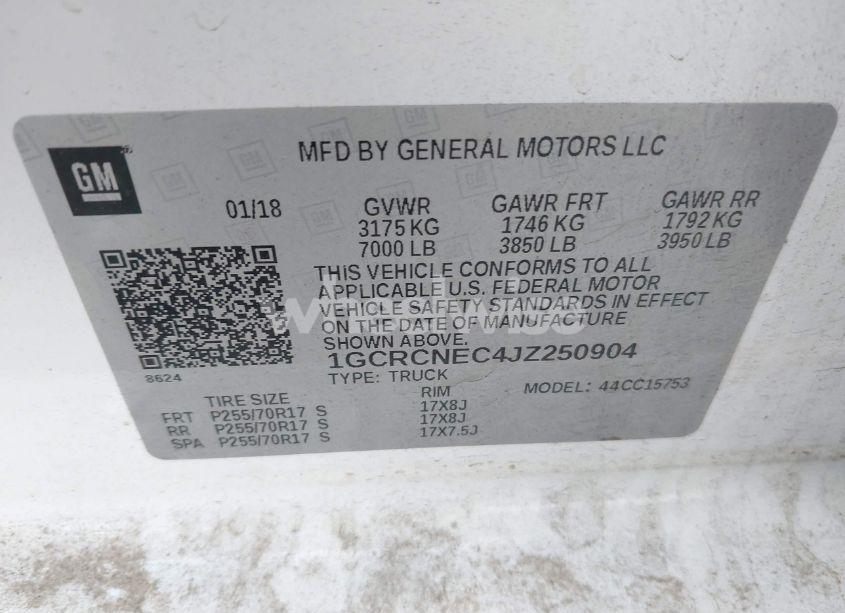 GM
MFD BY GENERAL MOTORS LLC
01/18 GVWR GAWR FRT GAWR RR
3175 KG 1746 KG 1792 KG
7000 LB 3850 LB 3950 LB
THIS VEHICLE CONFORMS TO ALL
APPLICABLE U.S. FEDERAL MOTOR
VEHICLE SAFETY STANDARDS IN EFFECT
ON THE DATE OF MANUFACTURE
SHOWN ABOVE.
1GCRCNEC4JZ250904
8624
TYPE: TRUCK MODEL: 44CC15753
TIRE SIZE RIM
FRT P255/70R17 S 17X8J
RR P255/70R17 S 17X8J
SPA P255/70R17 S 17X7.5J